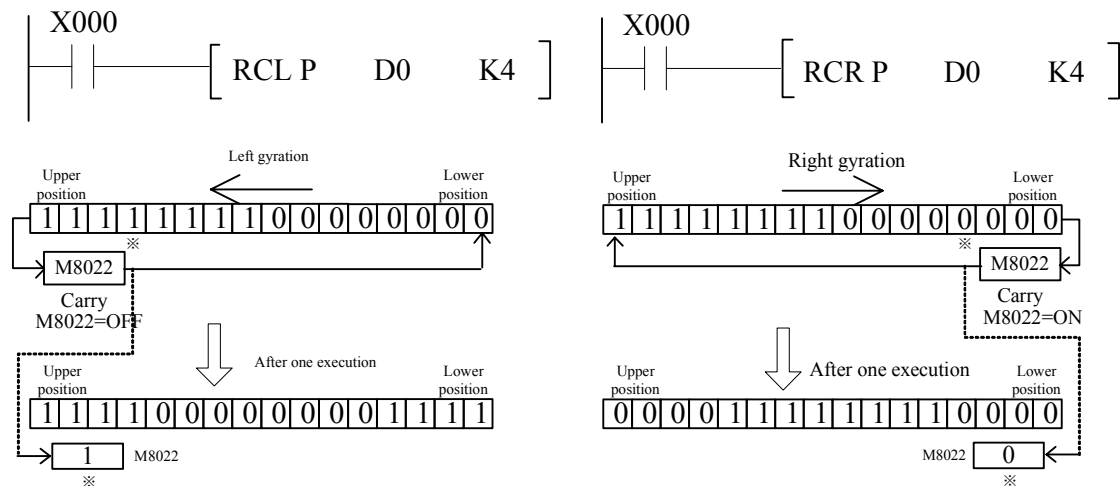 X000
RCL P D0 K4
Left gyration
Upper position
Lower position
1 1 1 1 1 1 1 1 0 0 0 0 0 0 0 0
※
M8022
Carry
M8022=OFF
After one execution
Upper position
Lower position
1 1 1 1 0 0 0 0 0 0 0 0 1 1 1 1
1 M8022
※
X000
RCR P D0 K4
Right gyration
Upper position
Lower position
1 1 1 1 1 1 1 1 0 0 0 0 0 0 0 0
※
M8022
Carry
M8022=ON
After one execution
Upper position
Lower position
0 0 0 0 1 1 1 1 1 1 1 1 0 0 0 0
M8022 0
※